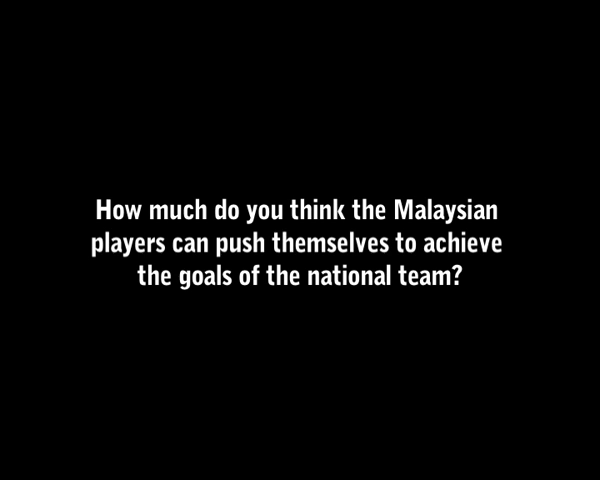 How much do you think the Malaysian
players can push themselves to achieve
the goals of the national team?